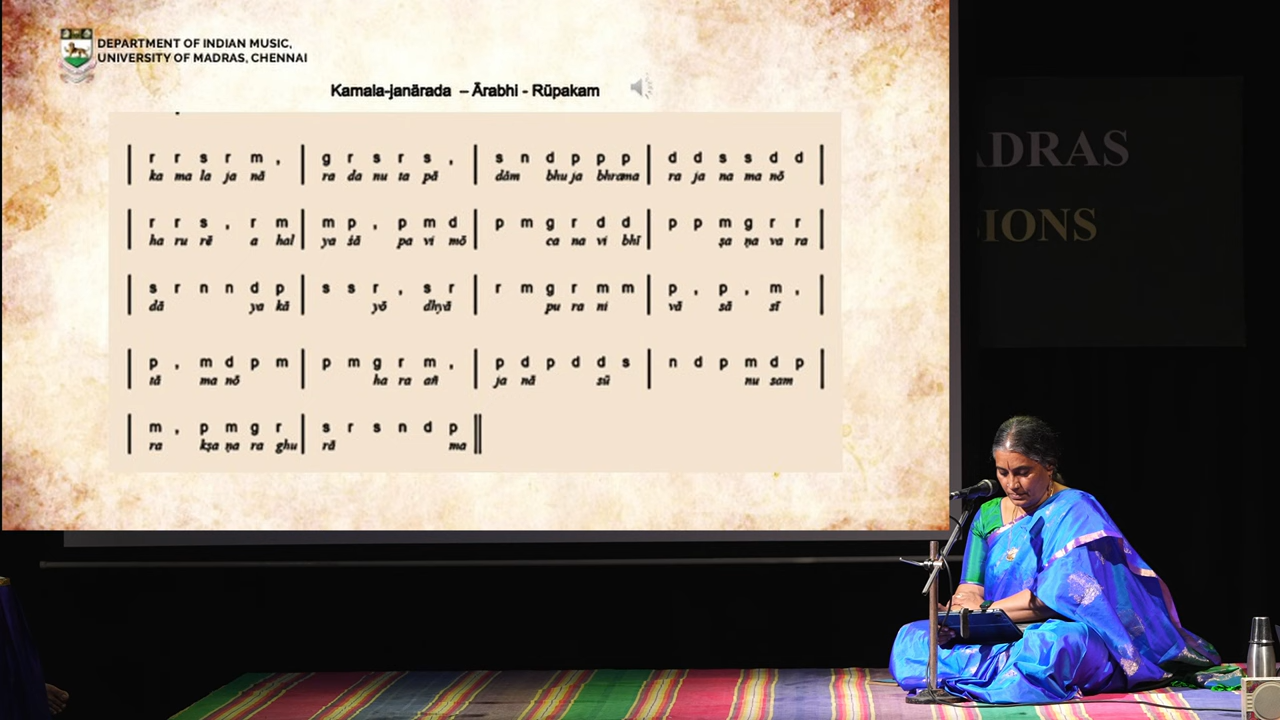 DEPARTMENT OF INDIAN MUSIC,
UNIVERSITY OF MADRAS, CHENNAI
Kamala-janārada – Ārabhi - Rūpakam
| r r s r m , | g r s r s , | s n d p p p | d d s s d d |
ka ma la ja nā ra da nu ta pā dām bhu ja bhrama ra ja na ma nō
| r r s , r m | m p , p m d | p m g r d d | p p m g r r |
ha ru rē a hal ya śā pa vi mō ca na vi bhī ṣa ṇa va ra
| s r n n d p | s s r , s r | r m g r m m | p , p , m , |
dā ya kā yō dhyā pu ra ni vā sā sī
| p , m d p m | p m g r m , | p d p d d s | n d p m d p |
tā ma nō ha ra añ ja nā sū nu sam
| m , p m g r | s r s n d p ||
ra kṣa ṇa ra ghu rā ma
ADRAS
IONS